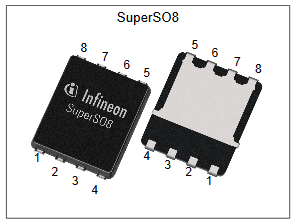 SuperSO8
8 7 6 5
Infineon
SuperSO8
1 2 3 4
5 6 7 8
4 3 2 1